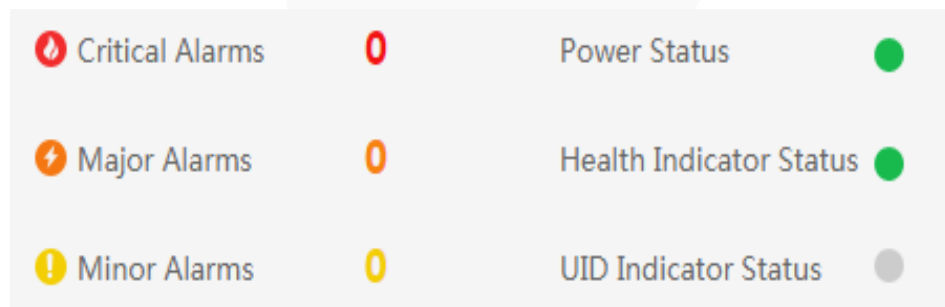 Critical Alarms 0 Power Status
Major Alarms 0 Health Indicator Status
Minor Alarms 0 UID Indicator Status